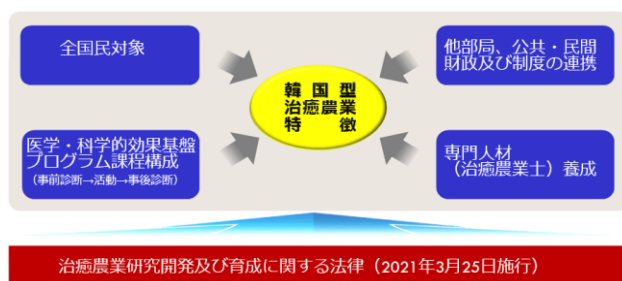 全国民対象
他部局、公共・民間
財政及び制度の連携
韓国型
治癒農業
特徴
医学・科学的効果基盤
プログラム課程構成
（事前診断→活動→事後診断）
専門人材
（治癒農業士）養成
治癒農業研究開発及び育成に関する法律（2021年3月25日施行）